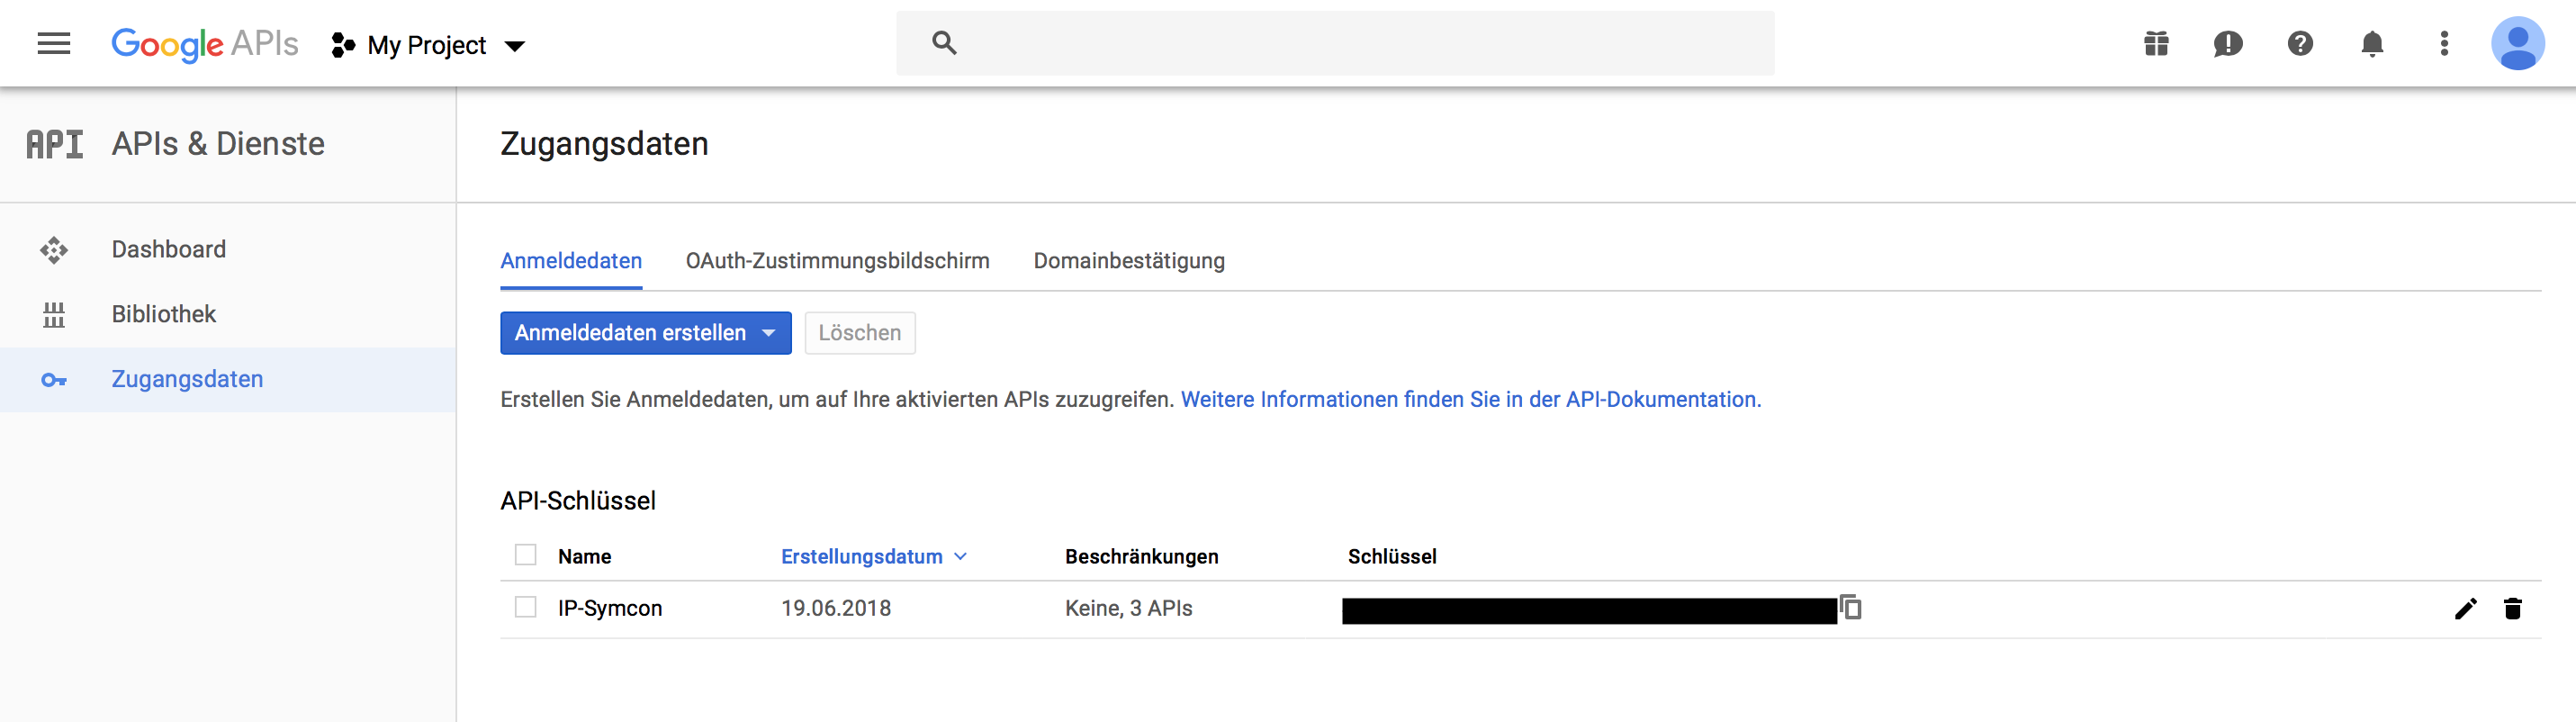 Google APIs My Project
API APIs & Dienste
Zugangsdaten
Dashboard
Bibliothek
Zugangsdaten
Anmeldedaten OAuth-Zustimmungsbildschirm Domainbestätigung
Anmeldedaten erstellen Löschen
Erstellen Sie Anmeldedaten, um auf Ihre aktivierten APIs zuzugreifen. Weitere Informationen finden Sie in der API-Dokumentation.
API-Schlüssel
Name Erstellungsdatum Beschränkungen Schlüssel
IP-Symcon 19.06.2018 Keine, 3 APIs